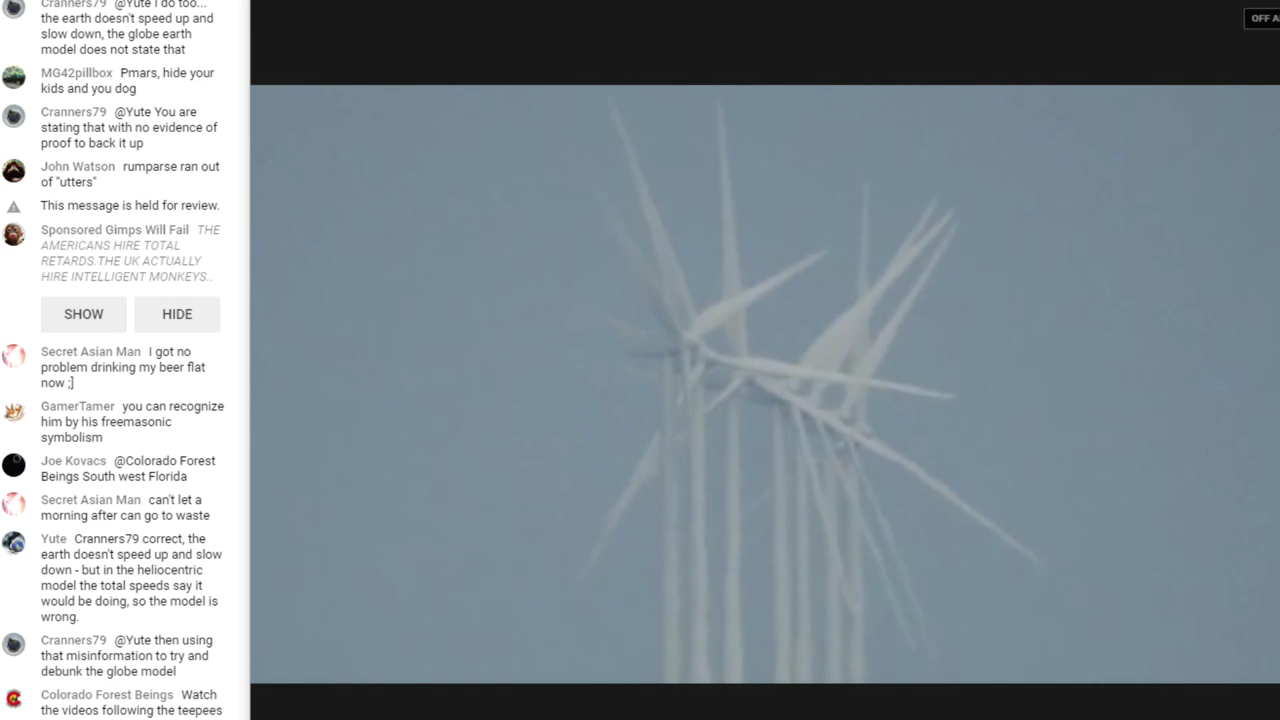 Cranners79 @Yute I do too...
the earth doesn't speed up and
slow down, the globe earth
model does not state that
MG42pillbox Pmars, hide your
kids and you dog
Cranners79 @Yute You are
stating that with no evidence of
proof to back it up
John Watson rumparse ran out
of "utters"
This message is held for review.
Sponsored Gimps Will Fail THE
AMERICANS HIRE TOTAL
RETARDS.THE UK ACTUALLY
HIRE INTELLIGENT MONKEYS..
SHOW HIDE
Secret Asian Man I got no
problem drinking my beer flat
now ;]
GamerTamer you can recognize
him by his freemasonic
symbolism
Joe Kovacs @Colorado Forest
Beings South west Florida
Secret Asian Man can't let a
morning after can go to waste
Yute Cranners79 correct, the
earth doesn't speed up and slow
down - but in the heliocentric
model the total speeds say it
would be doing, so the model is
wrong.
Cranners79 @Yute then using
that misinformation to try and
debunk the globe model
Colorado Forest Beings Watch
the videos following the teepees
OFF A